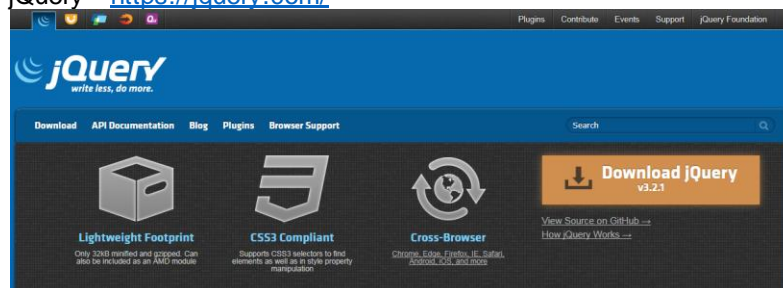 jQuery - https://jquery.com/
Plugins Contribute Events Support jQuery Foundation
jQuery
write less, do more.
Download API Documentation Blog Plugins Browser Support Search
Download jQuery
v3.2.1
View Source on GitHub →
How jQuery Works →
Lightweight Footprint
Only 32kB minified and gzipped. Can
also be included as an AMD module
CSS3 Compliant
Supports CSS3 selectors to find
elements as well as in style property
manipulation
Cross-Browser
Chrome, Edge, Firefox, IE, Safari,
Android, iOS, and more